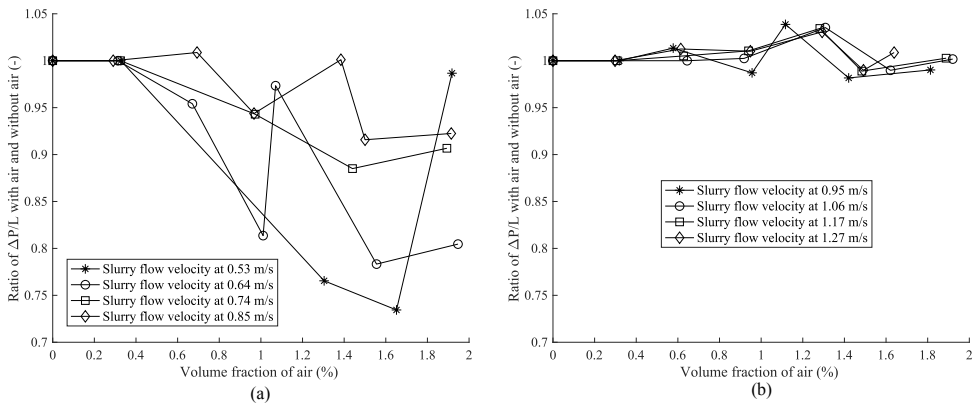 Ratio of ΔP/L with air and without air (-)
1.05
1
0.95
0.9
0.85
0.8
0.75
0.7
Slurry flow velocity at 0.53 m/s
Slurry flow velocity at 0.64 m/s
Slurry flow velocity at 0.74 m/s
Slurry flow velocity at 0.85 m/s
0 0.2 0.4 0.6 0.8 1 1.2 1.4 1.6 1.8 2
Volume fraction of air (%)
(a)
Ratio of ΔP/L with air and without air (-)
1.05
1
0.95
0.9
0.85
0.8
0.75
0.7
Slurry flow velocity at 0.95 m/s
Slurry flow velocity at 1.06 m/s
Slurry flow velocity at 1.17 m/s
Slurry flow velocity at 1.27 m/s
0 0.2 0.4 0.6 0.8 1 1.2 1.4 1.6 1.8 2
Volume fraction of air (%)
(b)